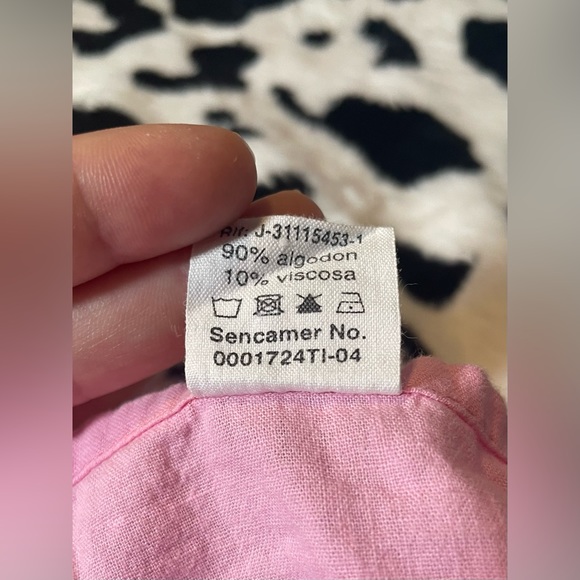 J-31115453-1
90% algodon
10% viscosa
Sencamer No.
0001724TI-04